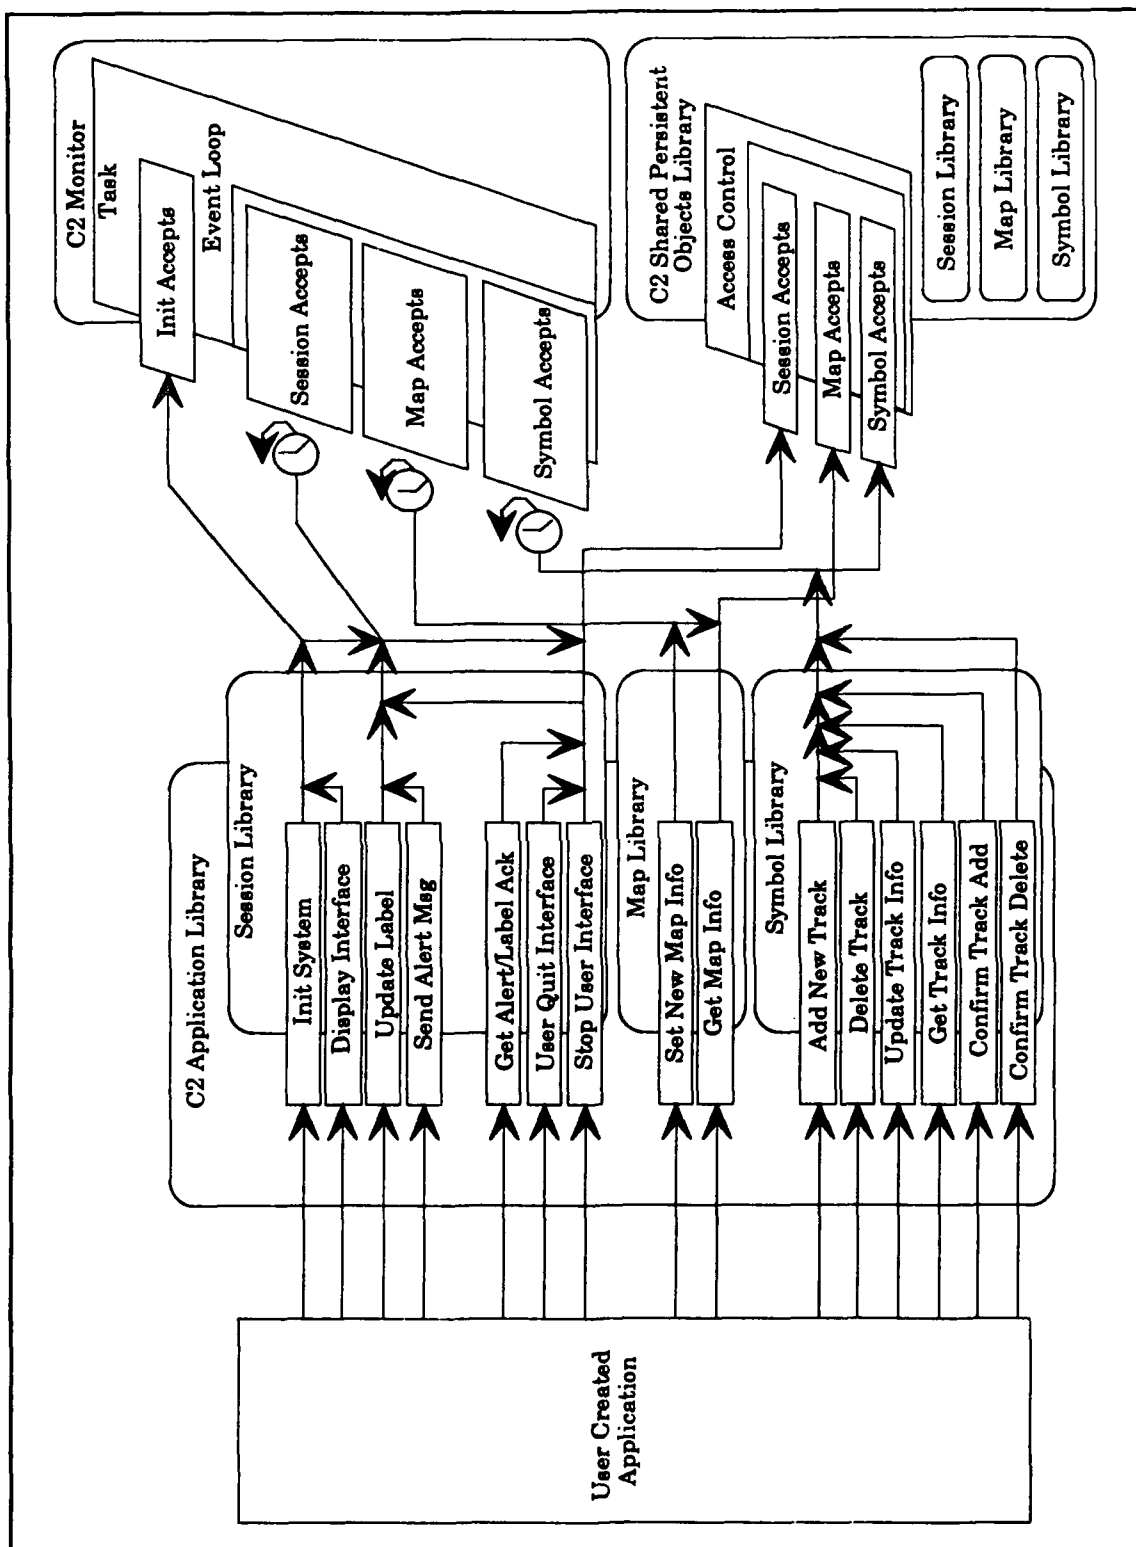 User Created
Application
C2 Application Library
Session Library
Init System
Display Interface
Update Label
Send Alert Msg
Get Alert/Label Ack
User Quit Interface
Stop User Interface
Map Library
Set New Map Info
Get Map Info
Symbol Library
Add New Track
Delete Track
Update Track Info
Get Track Info
Confirm Track Add
Confirm Track Delete
C2 Monitor
Task
Init Accepts
Event Loop
Session Accepts
Map Accepts
Symbol Accepts
C2 Shared Persistent
Objects Library
Access Control
Session Accepts
Map Accepts
Symbol Accepts
Session Library
Map Library
Symbol Library